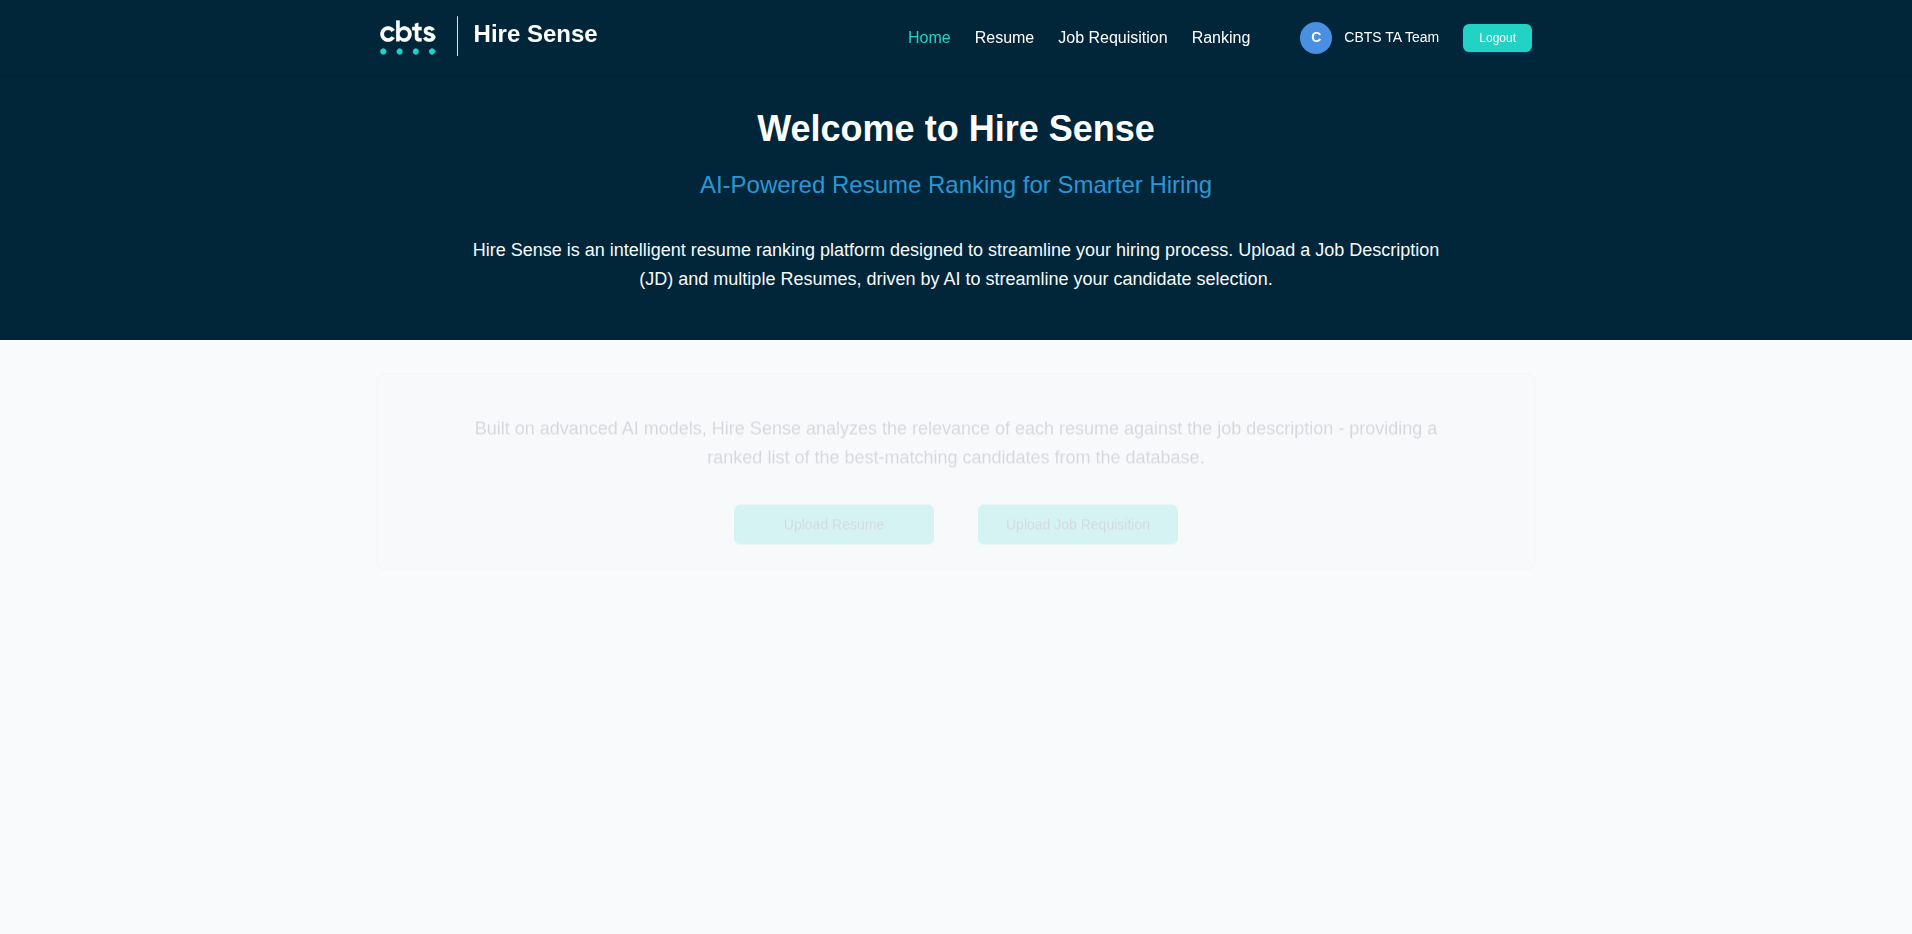 cbts
Hire Sense
Home
Resume
Job Requisition
Ranking
C
CBTS TA Team
Logout
Welcome to Hire Sense
AI-Powered Resume Ranking for Smarter Hiring
Hire Sense is an intelligent resume ranking platform designed to streamline your hiring process. Upload a Job Description
(JD) and multiple Resumes, driven by AI to streamline your candidate selection.
Built on advanced AI models, Hire Sense analyzes the relevance of each resume against the job description - providing a
ranked list of the best-matching candidates from the database.
Upload Resume
Upload Job Requisition